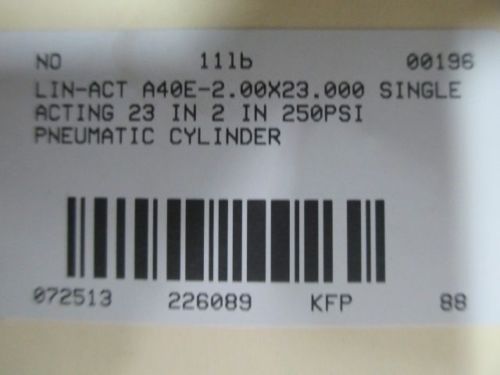 NO 11lb 00196
LIN-ACT A40E-2.00X23.000 SINGLE
ACTING 23 IN 2 IN 250PSI
PNEUMATIC CYLINDER
072513 226089 KFP 88